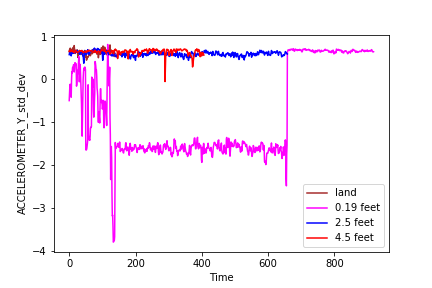 1
0
−1
−2
−3
−4
ACCELEROMETER_Y_std_dev
0
200
400
600
800
Time
land
0.19 feet
2.5 feet
4.5 feet